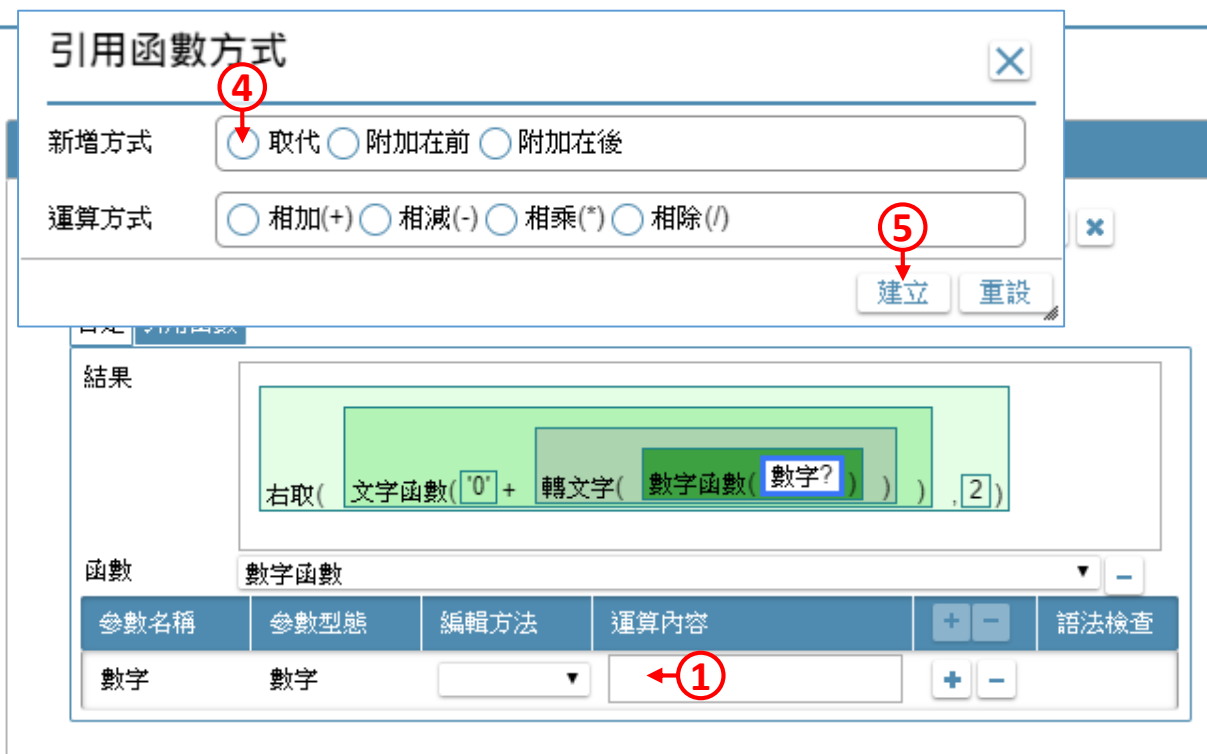 引用函數方式
④
新增方式 取代 附加在前 附加在後
運算方式 相加(+) 相減(-) 相乘(*) 相除(/)
⑤
建立 重設
引用函數
結果
右取( 文字函數( '0' + 轉文字( 數字函數( 數字? ) ) ) ,2)
函數 數字函數
參數名稱 參數型態 編輯方法 運算內容 + − 語法檢查
數字 數字 ① + −